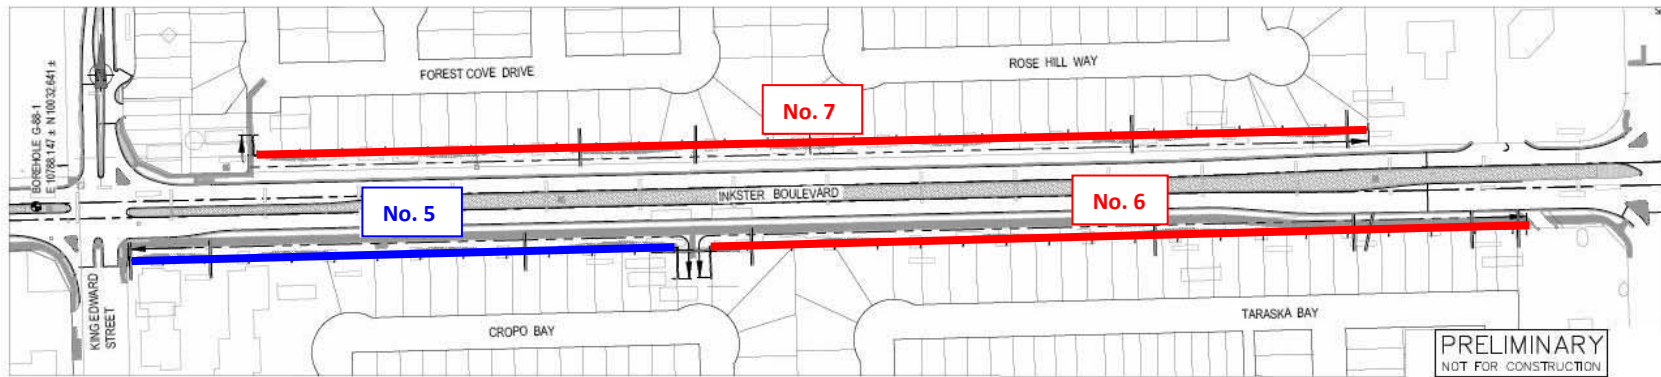 FOREST COVE DRIVE
ROSE HILL WAY
BOREHOLE G-88-1
E 10788.147 ± N 10032.641 ±
No. 7
No. 5
INKSTER BOULEVARD
No. 6
KING EDWARD
STREET
CROPO BAY
TARASKA BAY
PRELIMINARY
NOT FOR CONSTRUCTION